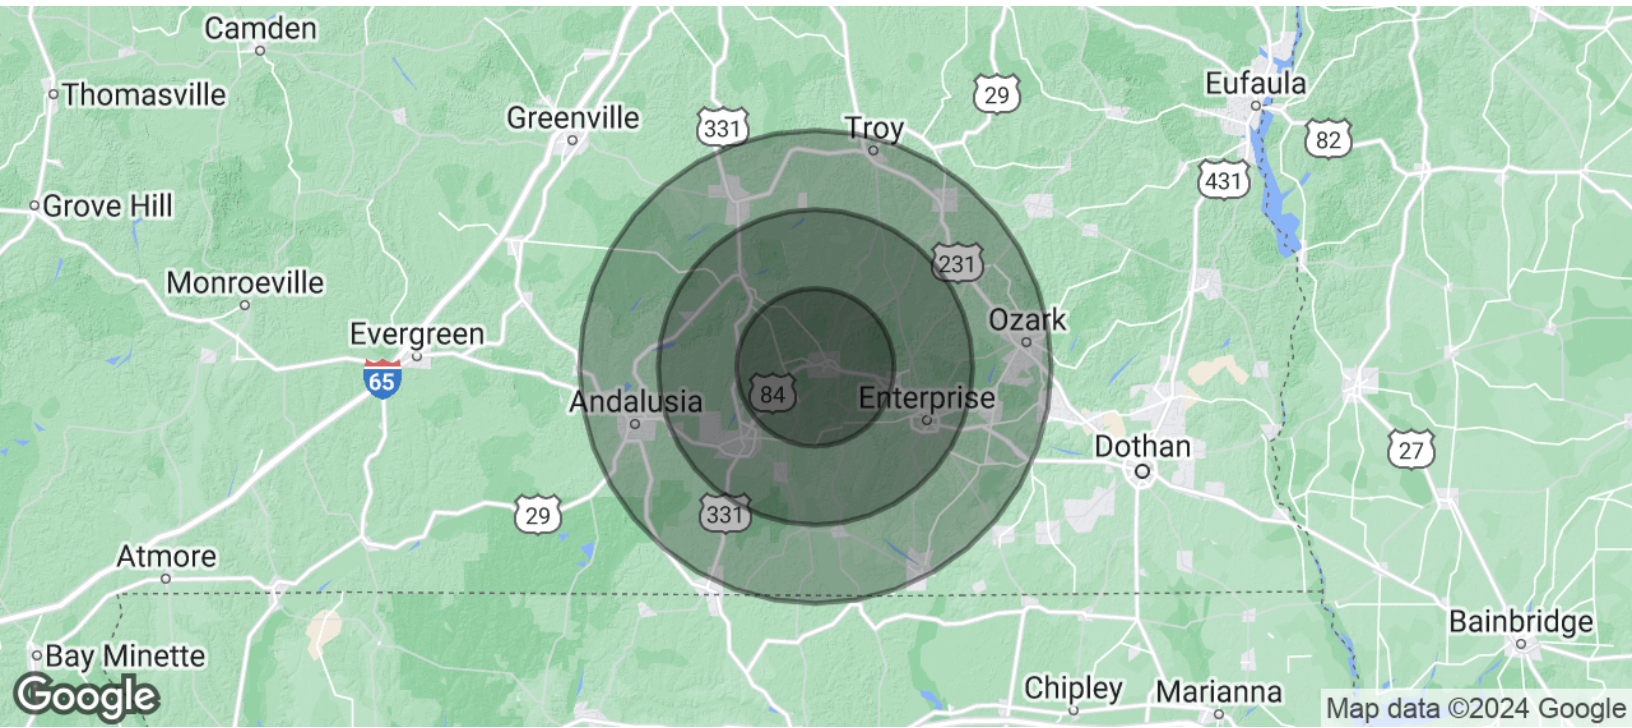 Camden
Thomasville
Greenville
331
Troy
29
Eufaula
82
431
Grove Hill
231
Monroeville
Evergreen
65
Ozark
84
Andalusia
Enterprise
Dothan
27
29
331
Atmore
Bainbridge
Bay Minette
Chipley
Marianna
Google
Map data ©2024 Google